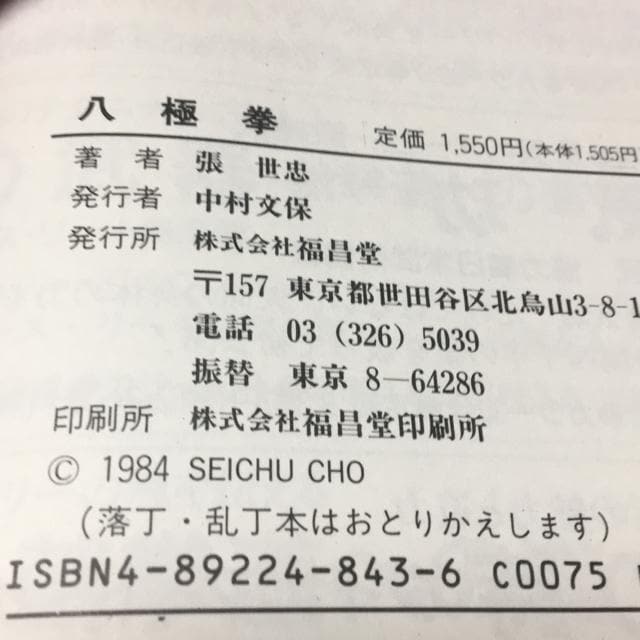 八極拳
定価 1,550円(本体1.505円
著者 張 世忠
発行者 中村文保
発行所 株式会社福昌堂
〒157 東京都世田谷区北烏山3-8-1
電話 03 (326) 5039
振替 東京 8―64286
印刷所 株式会社福昌堂印刷所
© 1984 SEICHU CHO
(落丁・乱丁本はおとりかえします)
ISBN4-89224-843-6 C0075